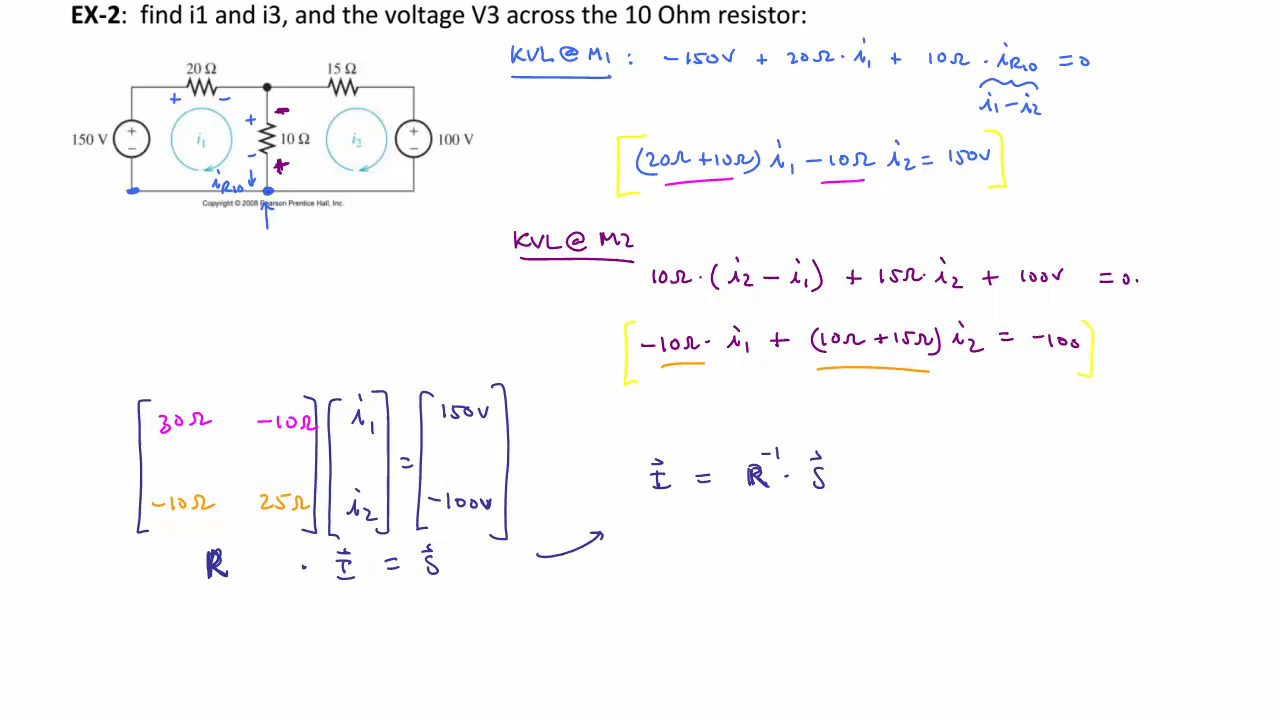 EX-2: find i1 and i3, and the voltage V3 across the 10 Ohm resistor:
KVL @ M1 : -150V + 20Ω · i₁ + 10Ω · i_R10 = 0
i₁ - i₂
20 Ω 15 Ω
150 V + − i₁ 10 Ω i₂ + − 100 V
+ − + − − +
i_R10
Copyright © 2008 Pearson Prentice Hall, Inc.
[(20Ω + 10Ω) i₁ - 10Ω i₂ = 150V]
KVL @ M2
10Ω · (i₂ - i₁) + 15Ω · i₂ + 100V = 0.
[-10Ω · i₁ + (10Ω + 15Ω) i₂ = -100]
[30Ω -10Ω] [i₁] = [150V]
[-10Ω 25Ω] [i₂] [-100V]
R · I⃗ = S⃗
I⃗ = R⁻¹ · S⃗